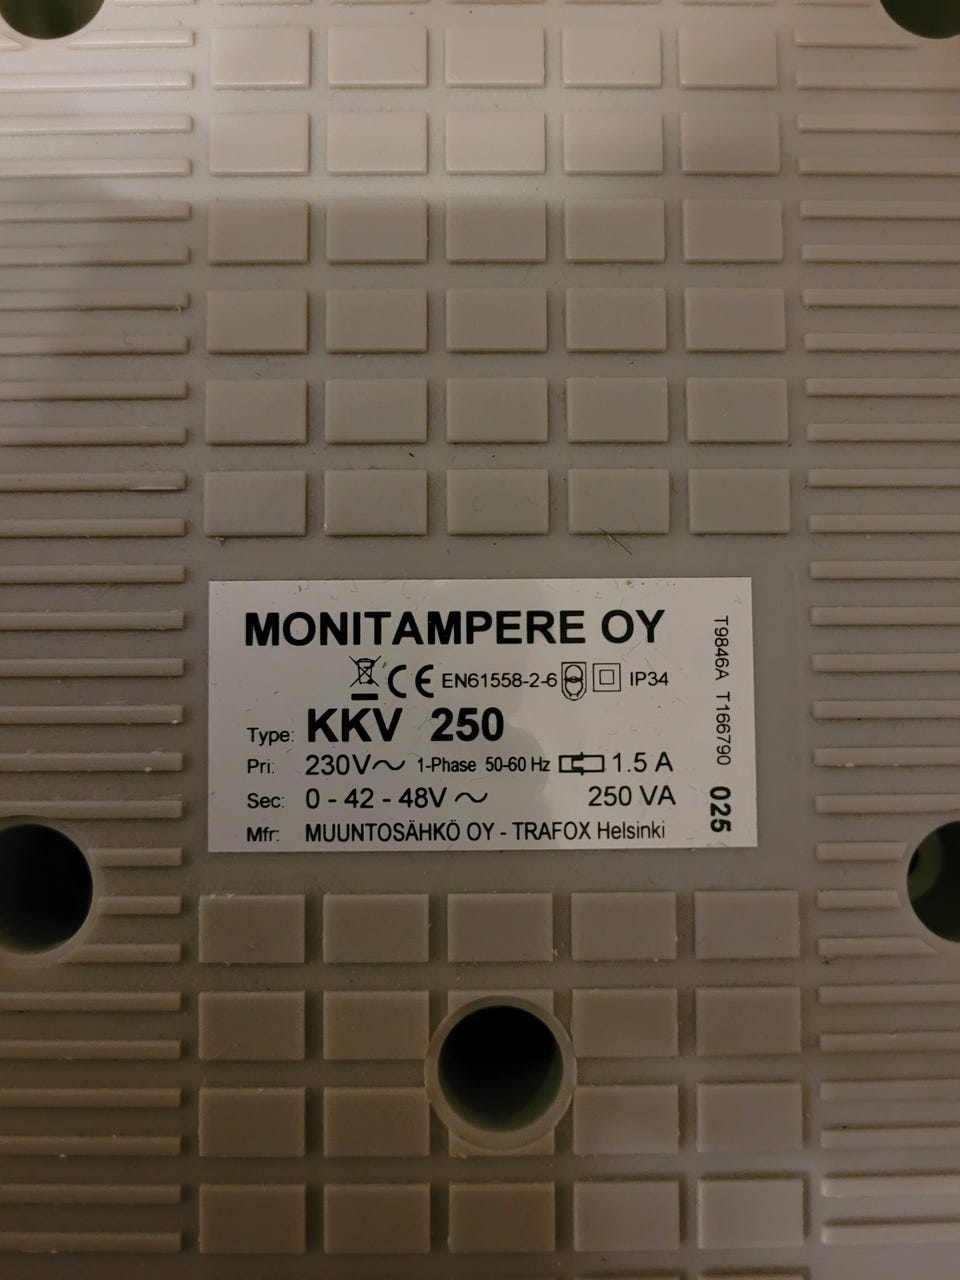 MONITAMPERE OY
CE EN61558-2-6 IP34
Type: KKV 250
Pri: 230V~ 1-Phase 50-60 Hz 1.5 A
Sec: 0 - 42 - 48V ~ 250 VA
Mfr: MUUNTOSÄHKÖ OY - TRAFOX Helsinki
T9846A T166790 025